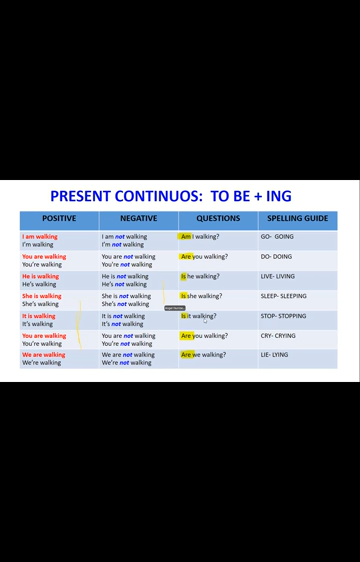 PRESENT CONTINUOS: TO BE + ING
POSITIVE NEGATIVE QUESTIONS SPELLING GUIDE
I am walking
I'm walking
I am not walking
I'm not walking
Am I walking?
GO- GOING
You are walking
You're walking
You are not walking
You're not walking
Are you walking?
DO- DOING
He is walking
He's walking
He is not walking
He's not walking
Is he walking?
LIVE- LIVING
She is walking
She's walking
She is not walking
She's not walking
Is she walking?
SLEEP- SLEEPING
It is walking
It's walking
It is not walking
It's not walking
Is it walking?
STOP- STOPPING
You are walking
You're walking
You are not walking
You're not walking
Are you walking?
CRY- CRYING
We are walking
We're walking
We are not walking
We're not walking
Are we walking?
LIE- LYING